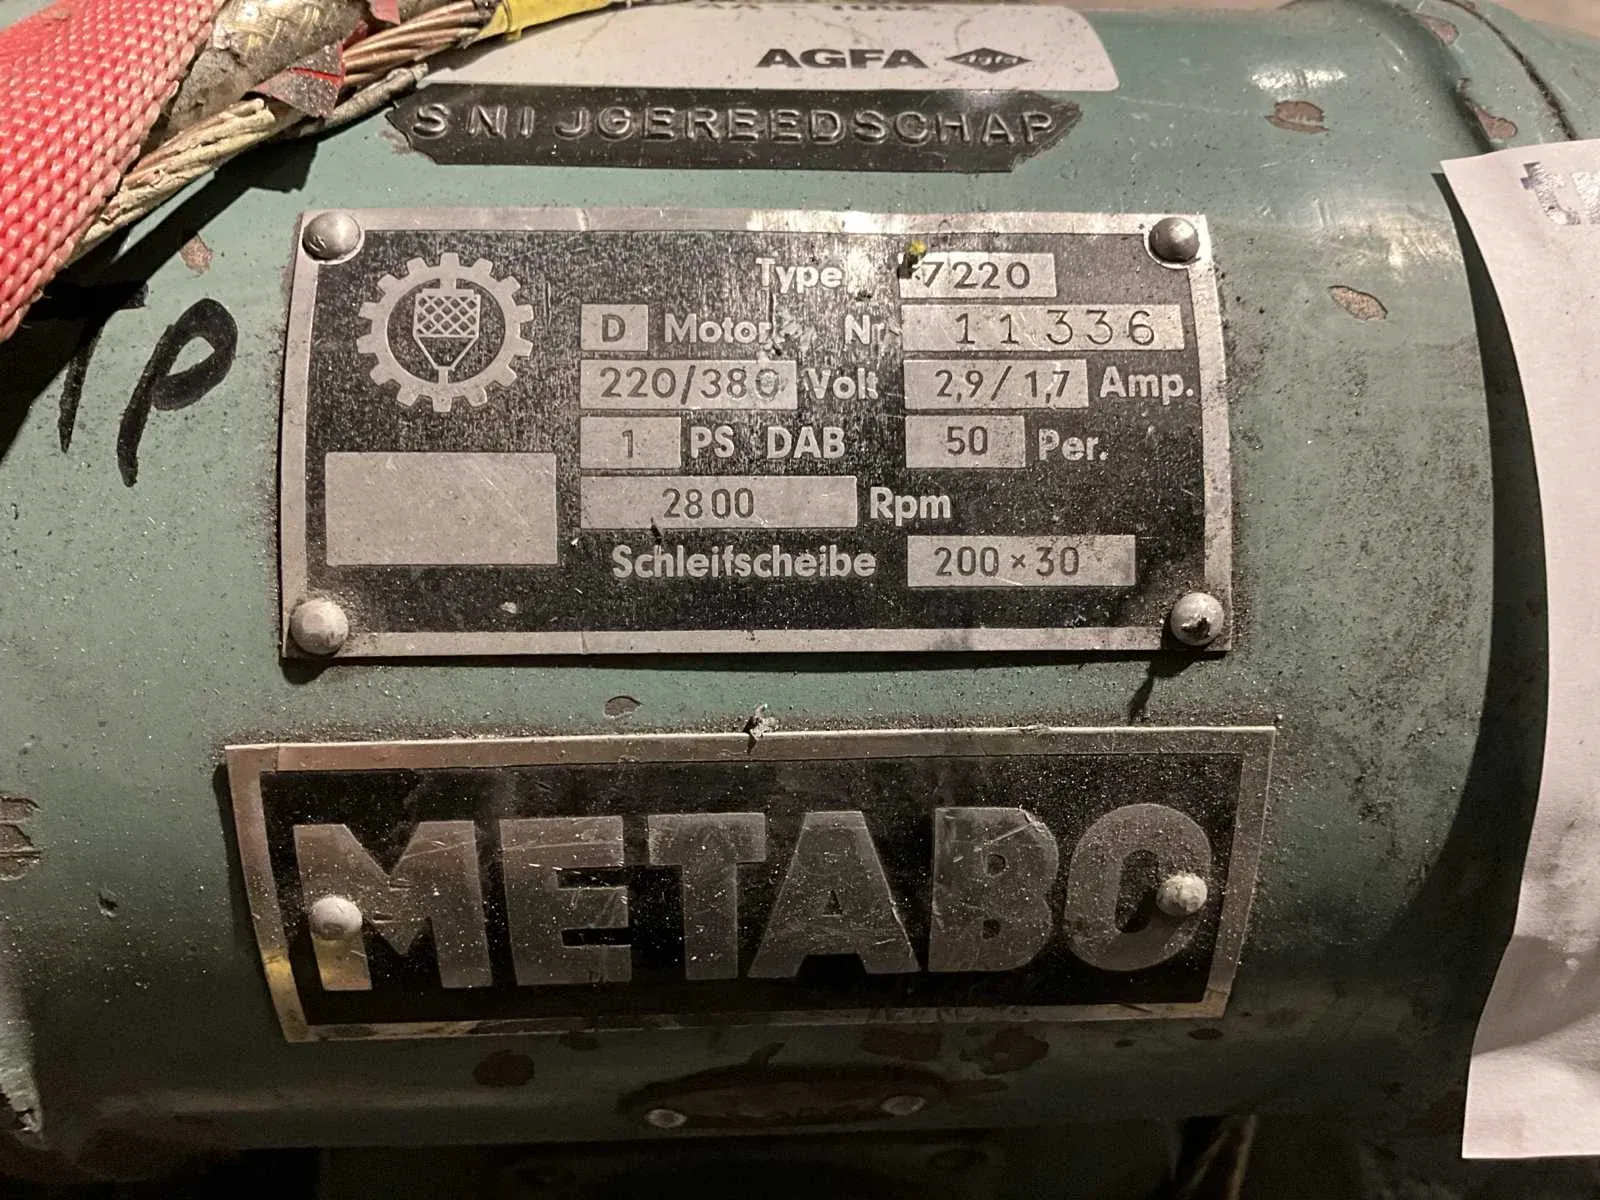 AGFA
SNIJGEREEDSCHAP
Type 7220
D Motor Nr 11336
220/380 Volt 2,9/1,7 Amp.
1 PS DAB 50 Per.
2800 Rpm
Schleifscheibe 200 × 30
METABO